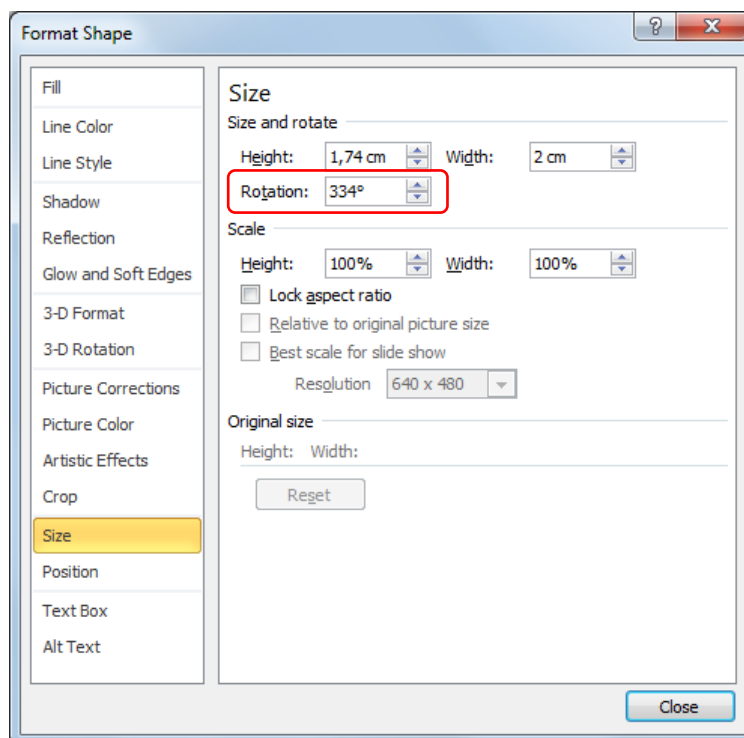 Format Shape
Fill
Line Color
Line Style
Shadow
Reflection
Glow and Soft Edges
3-D Format
3-D Rotation
Picture Corrections
Picture Color
Artistic Effects
Crop
Size
Position
Text Box
Alt Text
Size
Size and rotate
Height: 1,74 cm Width: 2 cm
Rotation: 334°
Scale
Height: 100% Width: 100%
Lock aspect ratio
Relative to original picture size
Best scale for slide show
Resolution 640 x 480
Original size
Height: Width:
Reset
Close